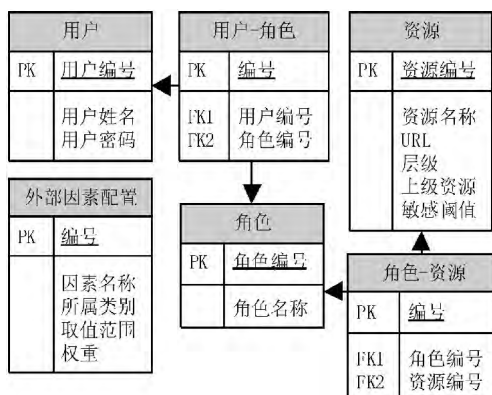 用户
PK 用户编号
用户姓名
用户密码
用户-角色
PK 编号
FK1 用户编号
FK2 角色编号
资源
PK 资源编号
资源名称
URL
层级
上级资源
敏感阈值
外部因素配置
PK 编号
因素名称
所属类别
取值范围
权重
角色
PK 角色编号
角色名称
角色-资源
PK 编号
FK1 角色编号
FK2 资源编号